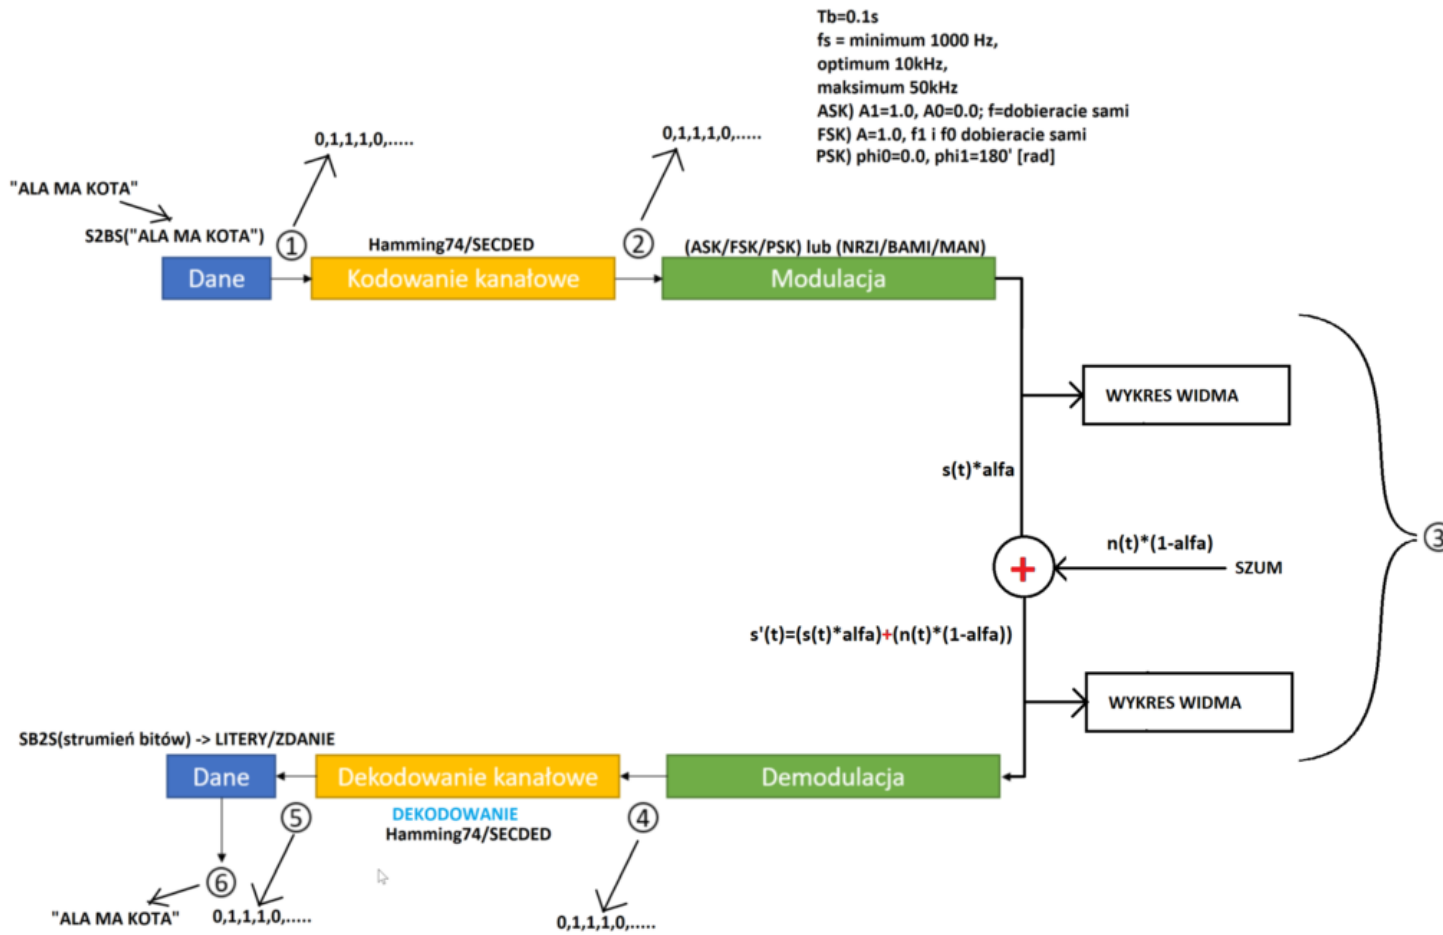 Tb=0.1s
fs = minimum 1000 Hz,
optimum 10kHz,
maksimum 50kHz
ASK) A1=1.0, A0=0.0; f=dobieracie sami
FSK) A=1.0, f1 i f0 dobieracie sami
PSK) phi0=0.0, phi1=180' [rad]
0,1,1,1,0,.....
0,1,1,1,0,.....
"ALA MA KOTA"
S2BS("ALA MA KOTA")
1
Hamming74/SECDED
2
(ASK/FSK/PSK) lub (NRZI/BAMI/MAN)
Dane
Kodowanie kanałowe
Modulacja
WYKRES WIDMA
s(t)*alfa
3
n(t)*(1-alfa)
+
SZUM
s'(t)=(s(t)*alfa)+(n(t)*(1-alfa))
WYKRES WIDMA
SB2S(strumień bitów) -> LITERY/ZDANIE
Dane
Dekodowanie kanałowe
Demodulacja
DEKODOWANIE
Hamming74/SECDED
5
4
6
"ALA MA KOTA"
0,1,1,1,0,.....
0,1,1,1,0,.....